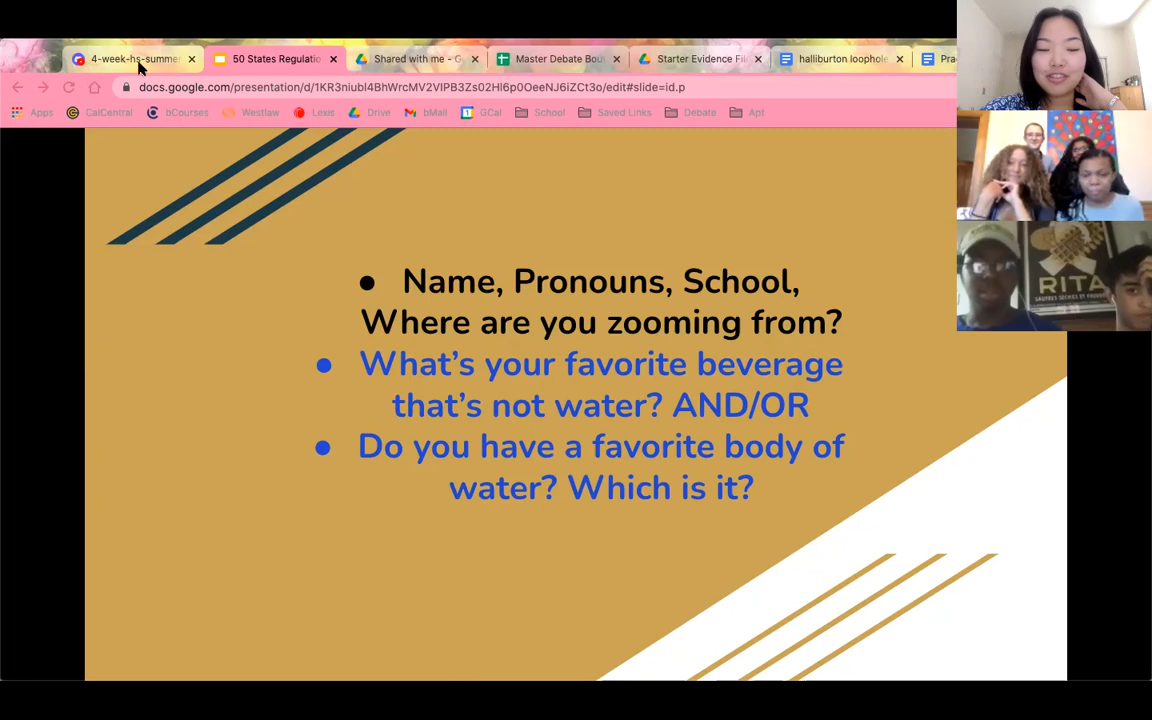 4-week-hs-summer
50 States Regulatio
Shared with me - G
Master Debate Bou
Starter Evidence Fil
halliburton loophole
Pra
docs.google.com/presentation/d/1KR3niubl4BhWrcMV2VIPB3Zs02Hl6p0OeeNJ6iZCt3o/edit#slide=id.p
Apps
CalCentral
bCourses
Westlaw
Lexis
Drive
bMail
GCal
School
Saved Links
Debate
Apt
● Name, Pronouns, School,
Where are you zooming from?
● What's your favorite beverage
that's not water? AND/OR
● Do you have a favorite body of
water? Which is it?
RITA